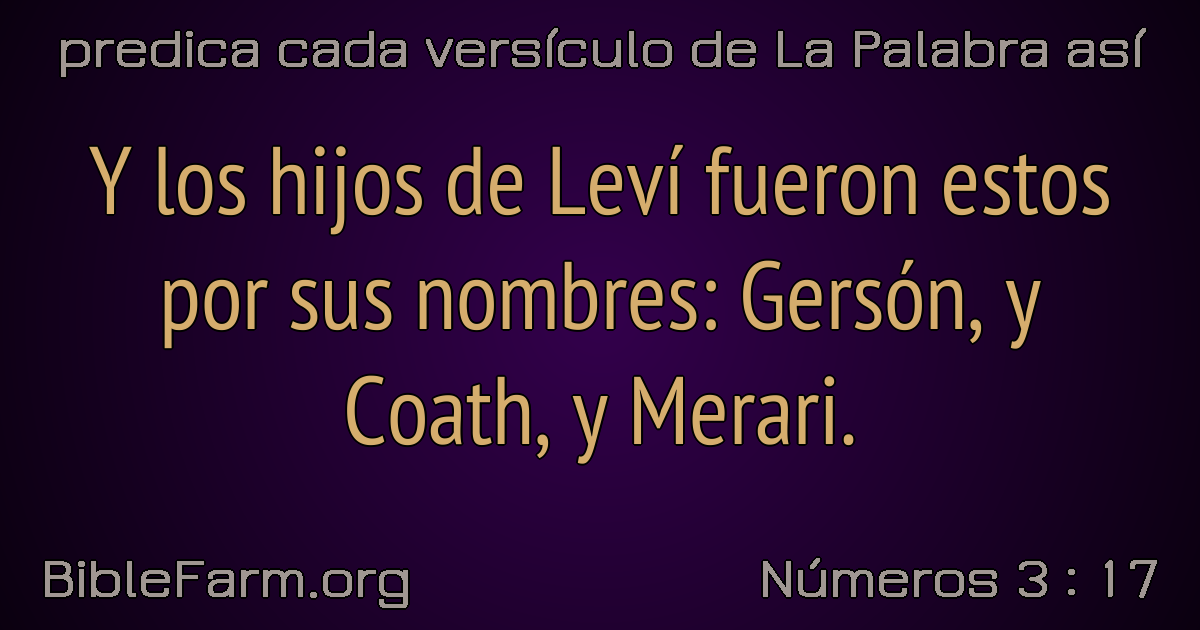 predica cada versículo de La Palabra así
Y los hijos de Leví fueron estos
por sus nombres: Gersón, y
Coath, y Merari.
BibleFarm.org
Números 3 : 17